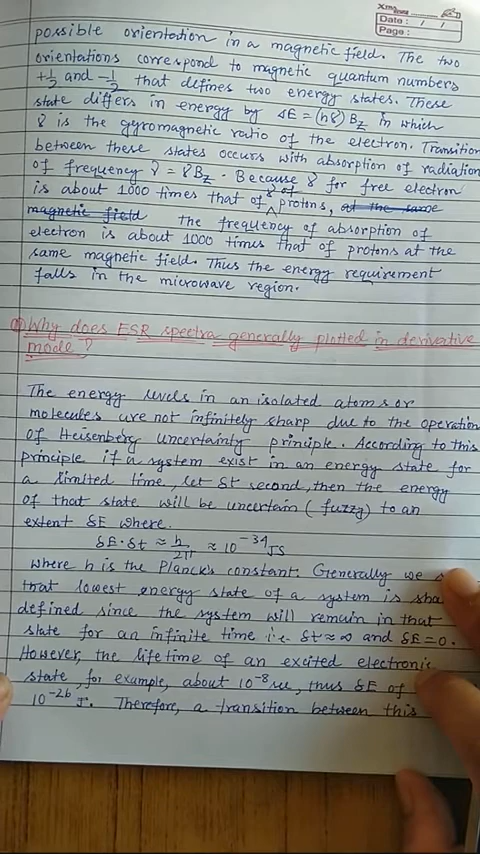 Date : / /
Page :
possible orientation in a magnetic field. The two
orientations correspond to magnetic quantum numbers
+½ and -½ that defines two energy states. These
state differs in energy by ΔE = (hγ) Bz in which
γ is the gyromagnetic ratio of the electron. Transition
between these states occurs with absorption of radiation
of frequency ν = γBz. Because γ for free electron
is about 1000 times that of γ of protons, at the same
magnetic field the frequency of absorption of
electron is about 1000 times that of protons at the
same magnetic field. Thus the energy requirement
falls in the microwave region.
Why does ESR spectra generally plotted in derivative
mode?
The energy levels in an isolated atoms or
molecules are not infinitely sharp due to the operation
of Heisenberg uncertainty principle. According to this
principle if a system exist in an energy state for
a limited time, let δt second, then the energy
of that state will be uncertain (fuzzy) to an
extent δE where.
δE·δt ≈ h/2π ≈ 10⁻³⁴ JS
where h is the Planck's constant. Generally we
that lowest energy state of a system is
defined since the system will remain in that
state for an infinite time i.e. δt ≈ ∞ and δE = 0.
However, the lifetime of an excited electronic
state, for example, about 10⁻⁸ sec, thus δE of
10⁻²⁶ J. Therefore, a transition between this